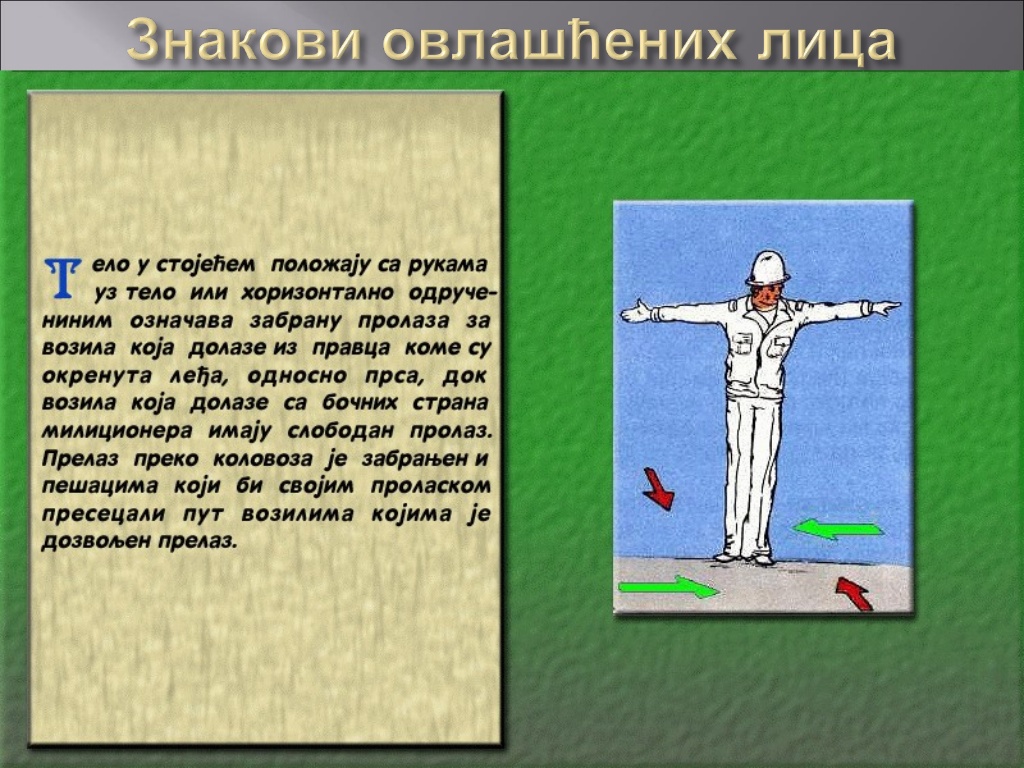 Знакови овлашћених лица
Тело у стојећем положају са рукама
уз тело или хоризонтално одруче-
ниним означава забрану пролаза за
возила која долазе из правца коме су
окренута леђа, односно прса, док
возила која долазе са бочних страна
милиционера имају слободан пролаз.
Прелаз преко коловоза је забрањен и
пешацима који би својим проласком
пресецали пут возилима којима је
дозвољен прелаз.